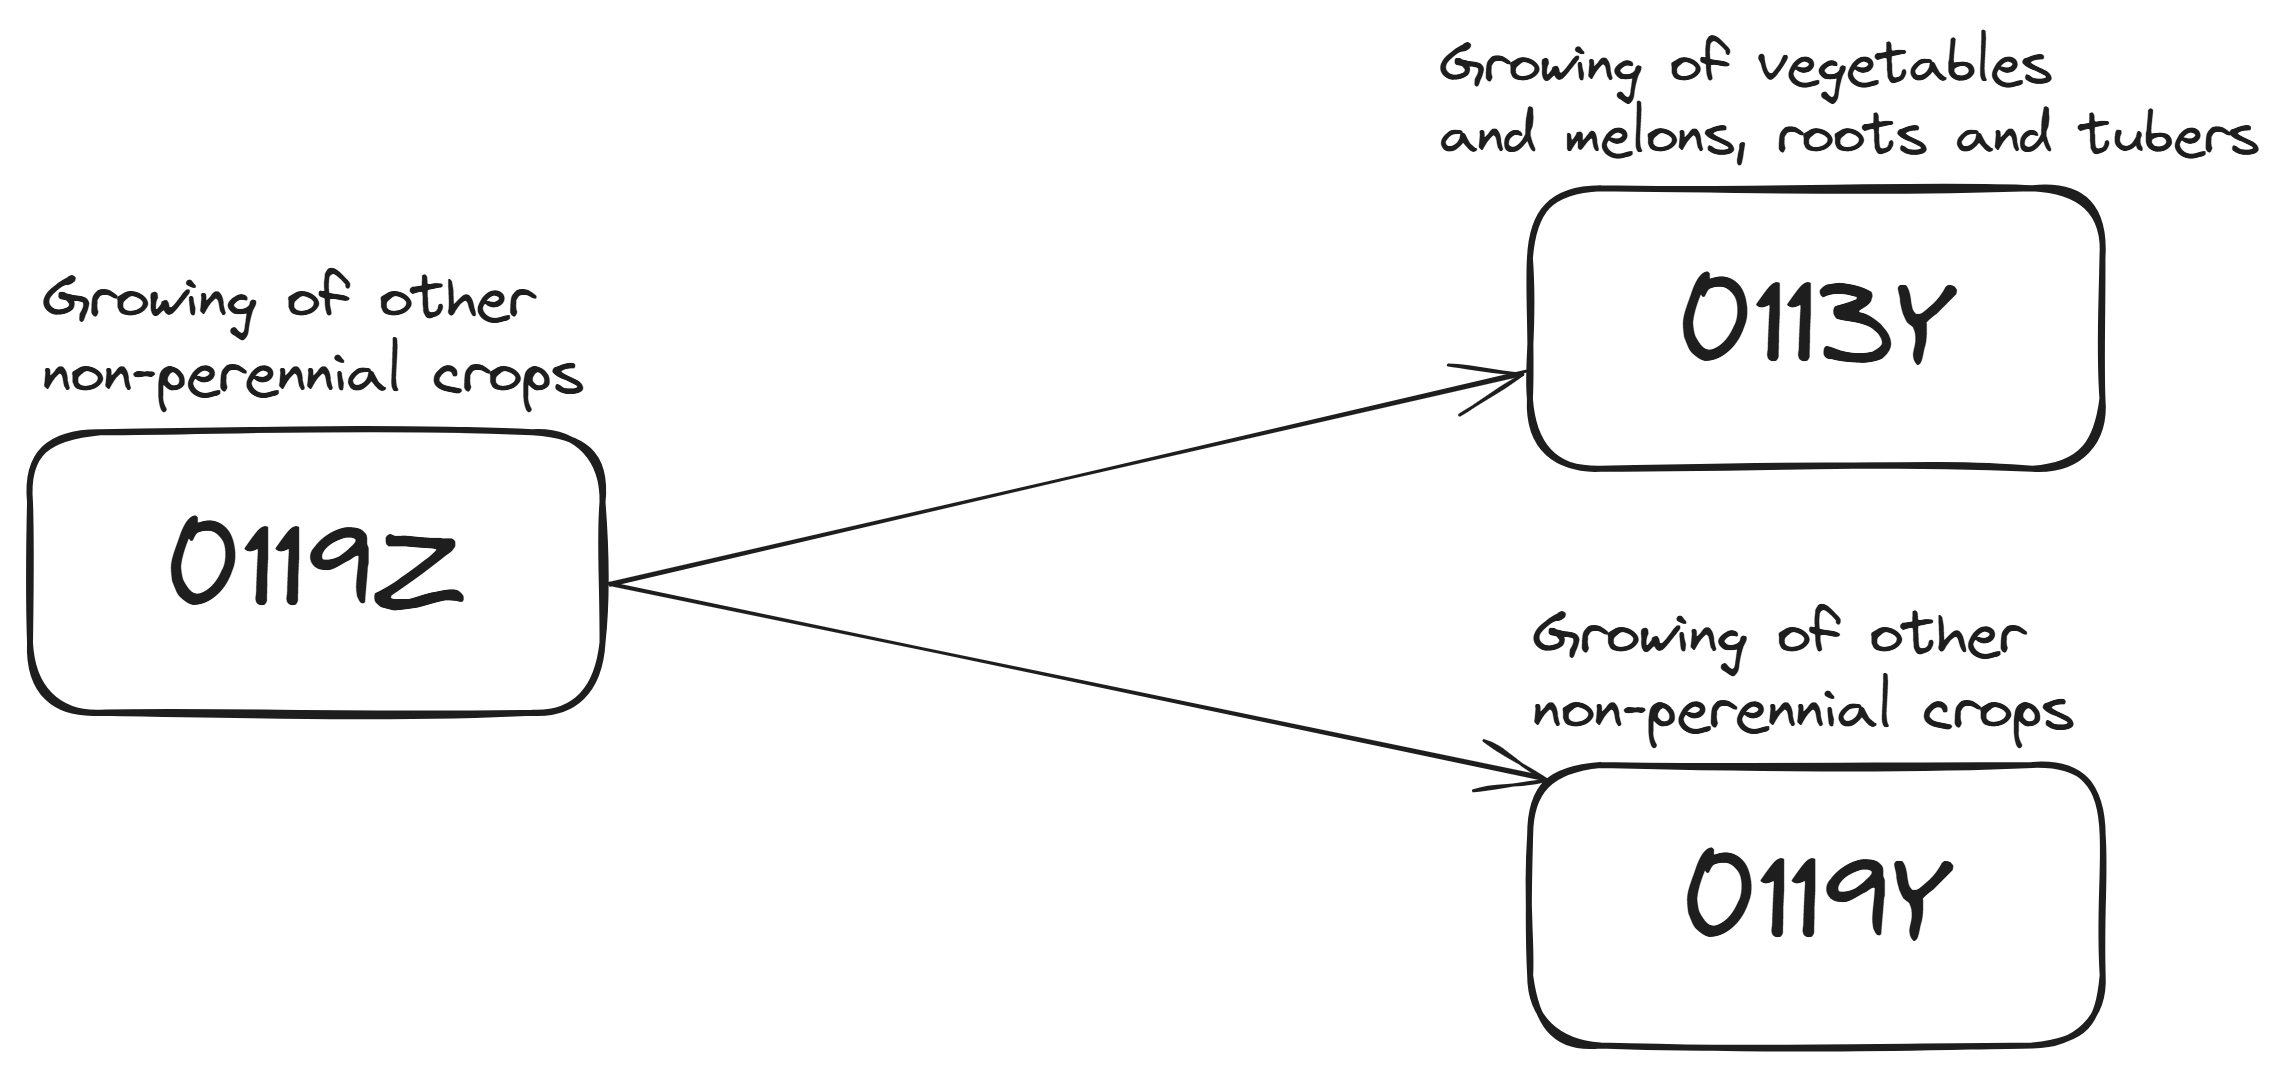 Growing of other
non-perennial crops
0119Z
Growing of vegetables
and melons, roots and tubers
0113Y
Growing of other
non-perennial crops
0119Y